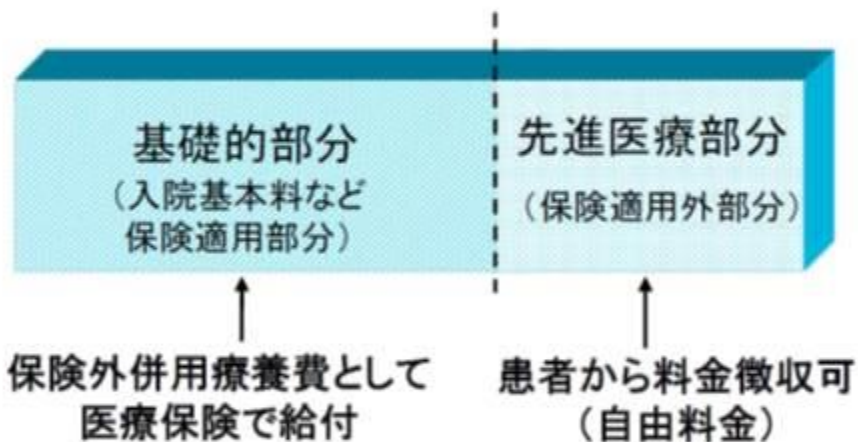 基礎的部分
（入院基本料など
保険適用部分）
先進医療部分
（保険適用外部分）
保険外併用療養費として
医療保険で給付
患者から料金徴収可
（自由料金）